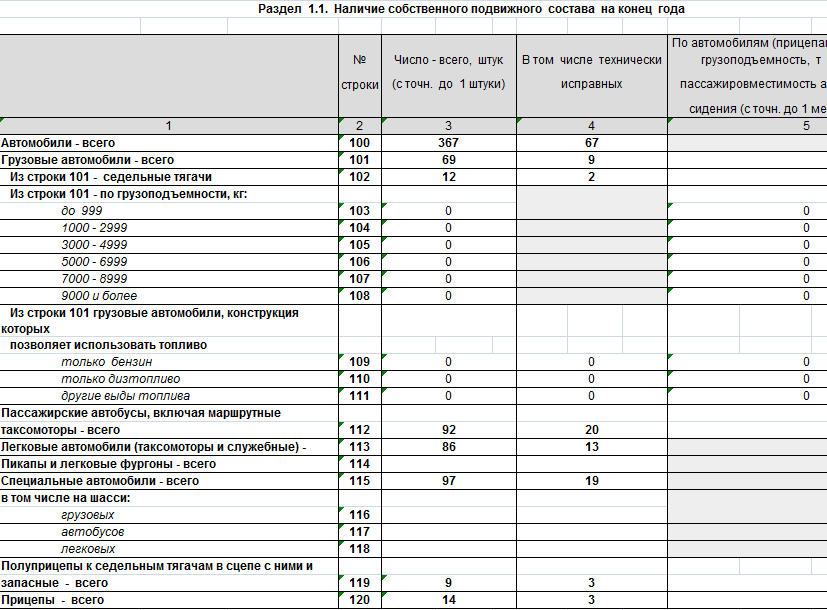 Раздел 1.1. Наличие собственного подвижного состава на конец года
№ строки | Число - всего, штук (с точн. до 1 штуки) | В том числе технически исправных | По автомобилям (прицепа грузоподъемность, т пассажировместимость а сидения (с точн. до 1 ме
1 | 2 | 3 | 4 | 5
Автомобили - всего | 100 | 367 | 67
Грузовые автомобили - всего | 101 | 69 | 9
Из строки 101 - седельные тягачи | 102 | 12 | 2
Из строки 101 - по грузоподъемности, кг:
до 999 | 103 | 0 | 0
1000 - 2999 | 104 | 0 | 0
3000 - 4999 | 105 | 0 | 0
5000 - 6999 | 106 | 0 | 0
7000 - 8999 | 107 | 0 | 0
9000 и более | 108 | 0 | 0
Из строки 101 грузовые автомобили, конструкция
которых
позволяет использовать топливо
только бензин | 109 | 0 | 0 | 0
только дизтопливо | 110 | 0 | 0 | 0
другие выды топлива | 111 | 0 | 0 | 0
Пассажирские автобусы, включая маршрутные
таксомоторы - всего | 112 | 92 | 20
Легковые автомобили (таксомоторы и служебные) - | 113 | 86 | 13
Пикапы и легковые фургоны - всего | 114
Специальные автомобили - всего | 115 | 97 | 19
в том числе на шасси:
грузовых | 116
автобусов | 117
легковых | 118
Полуприцепы к седельным тягачам в сцепе с ними и
запасные - всего | 119 | 9 | 3
Прицепы - всего | 120 | 14 | 3